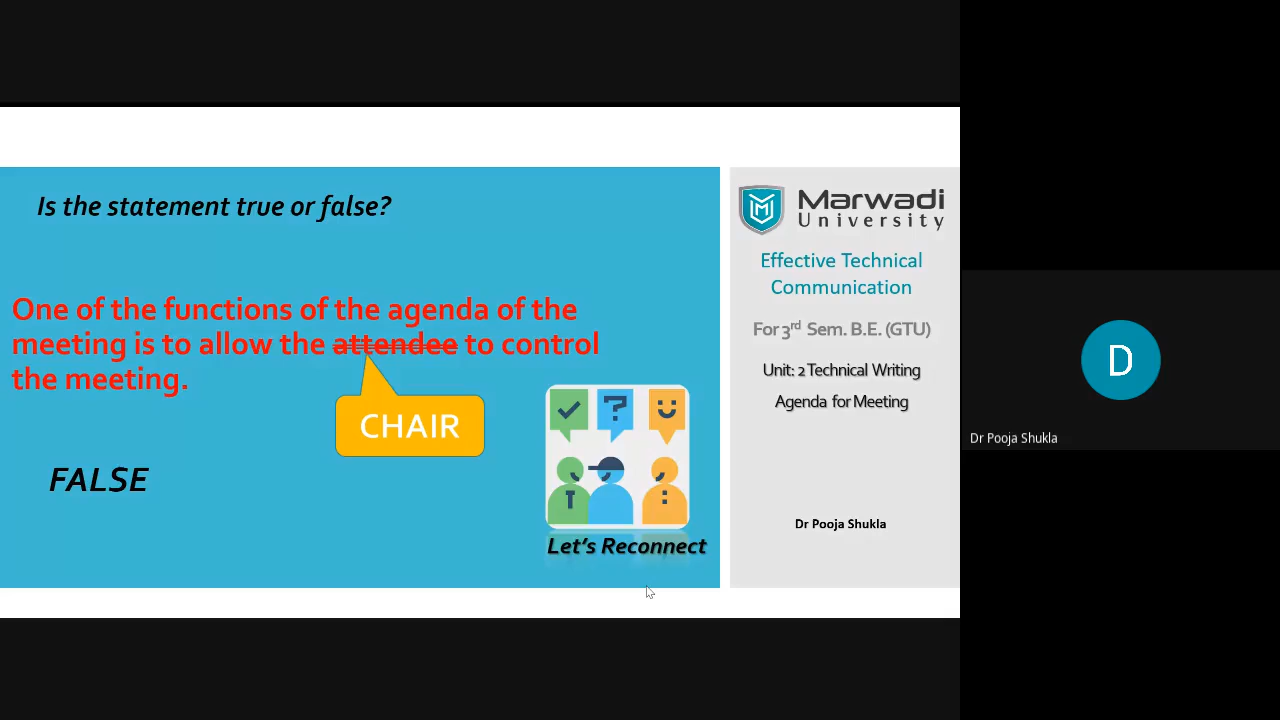 Is the statement true or false?
One of the functions of the agenda of the
meeting is to allow the attendee to control
the meeting.
CHAIR
FALSE
Let's Reconnect
Marwadi
University
Effective Technical
Communication
For 3rd Sem. B.E. (GTU)
Unit: 2 Technical Writing
Agenda for Meeting
Dr Pooja Shukla
D
Dr Pooja Shukla